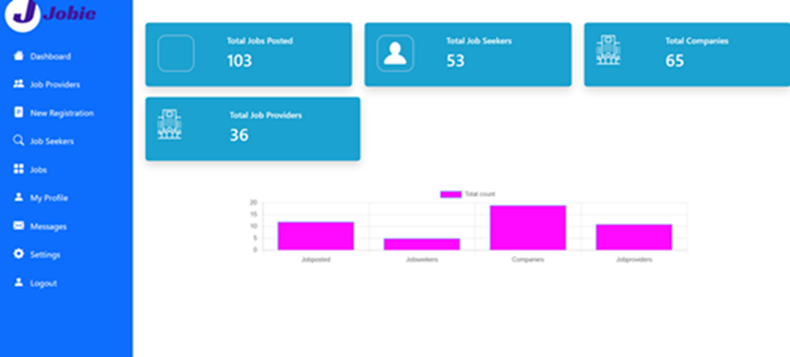 Jobie
Dashboard
Job Providers
New Registration
Job Seekers
Jobs
My Profile
Messages
Settings
Logout
Total Jobs Posted
103
Total Job Seekers
53
Total Companies
65
Total Job Providers
36
Total count
20
15
10
5
0
Jobposted
Jobseekers
Companies
Jobproviders